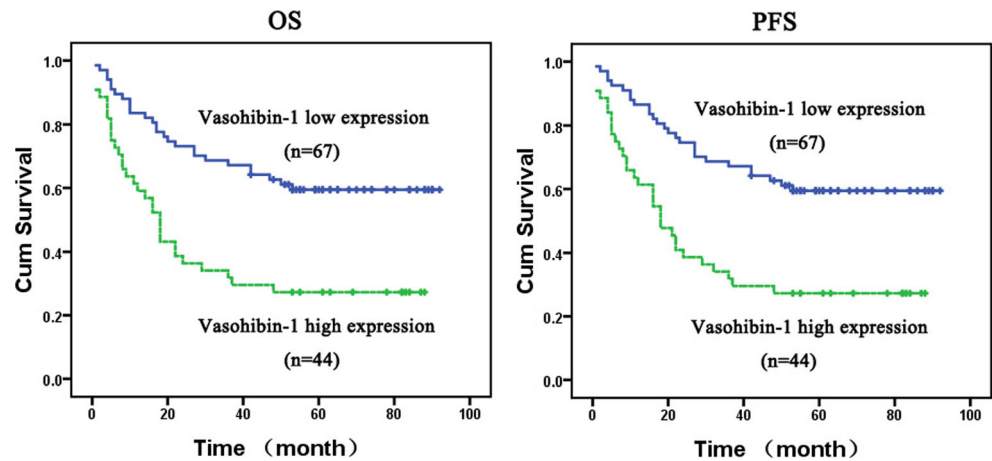 OS
1.0
0.8
0.6
0.4
0.2
0.0
Cum Survival
Vasohibin-1 low expression
(n=67)
Vasohibin-1 high expression
(n=44)
0 20 40 60 80 100
Time （month）
PFS
1.0
0.8
0.6
0.4
0.2
0.0
Cum Survival
Vasohibin-1 low expression
(n=67)
Vasohibin-1 high expression
(n=44)
0 20 40 60 80 100
Time （month）